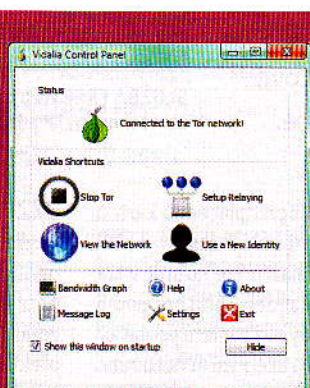 Vidalia Control Panel
Status
Connected to the Tor network!
Vidalia Shortcuts
Stop Tor
Setup Relaying
View the Network
Use a New Identity
Bandwidth Graph
Help
About
Message Log
Settings
Exit
Show this window on startup
Hide